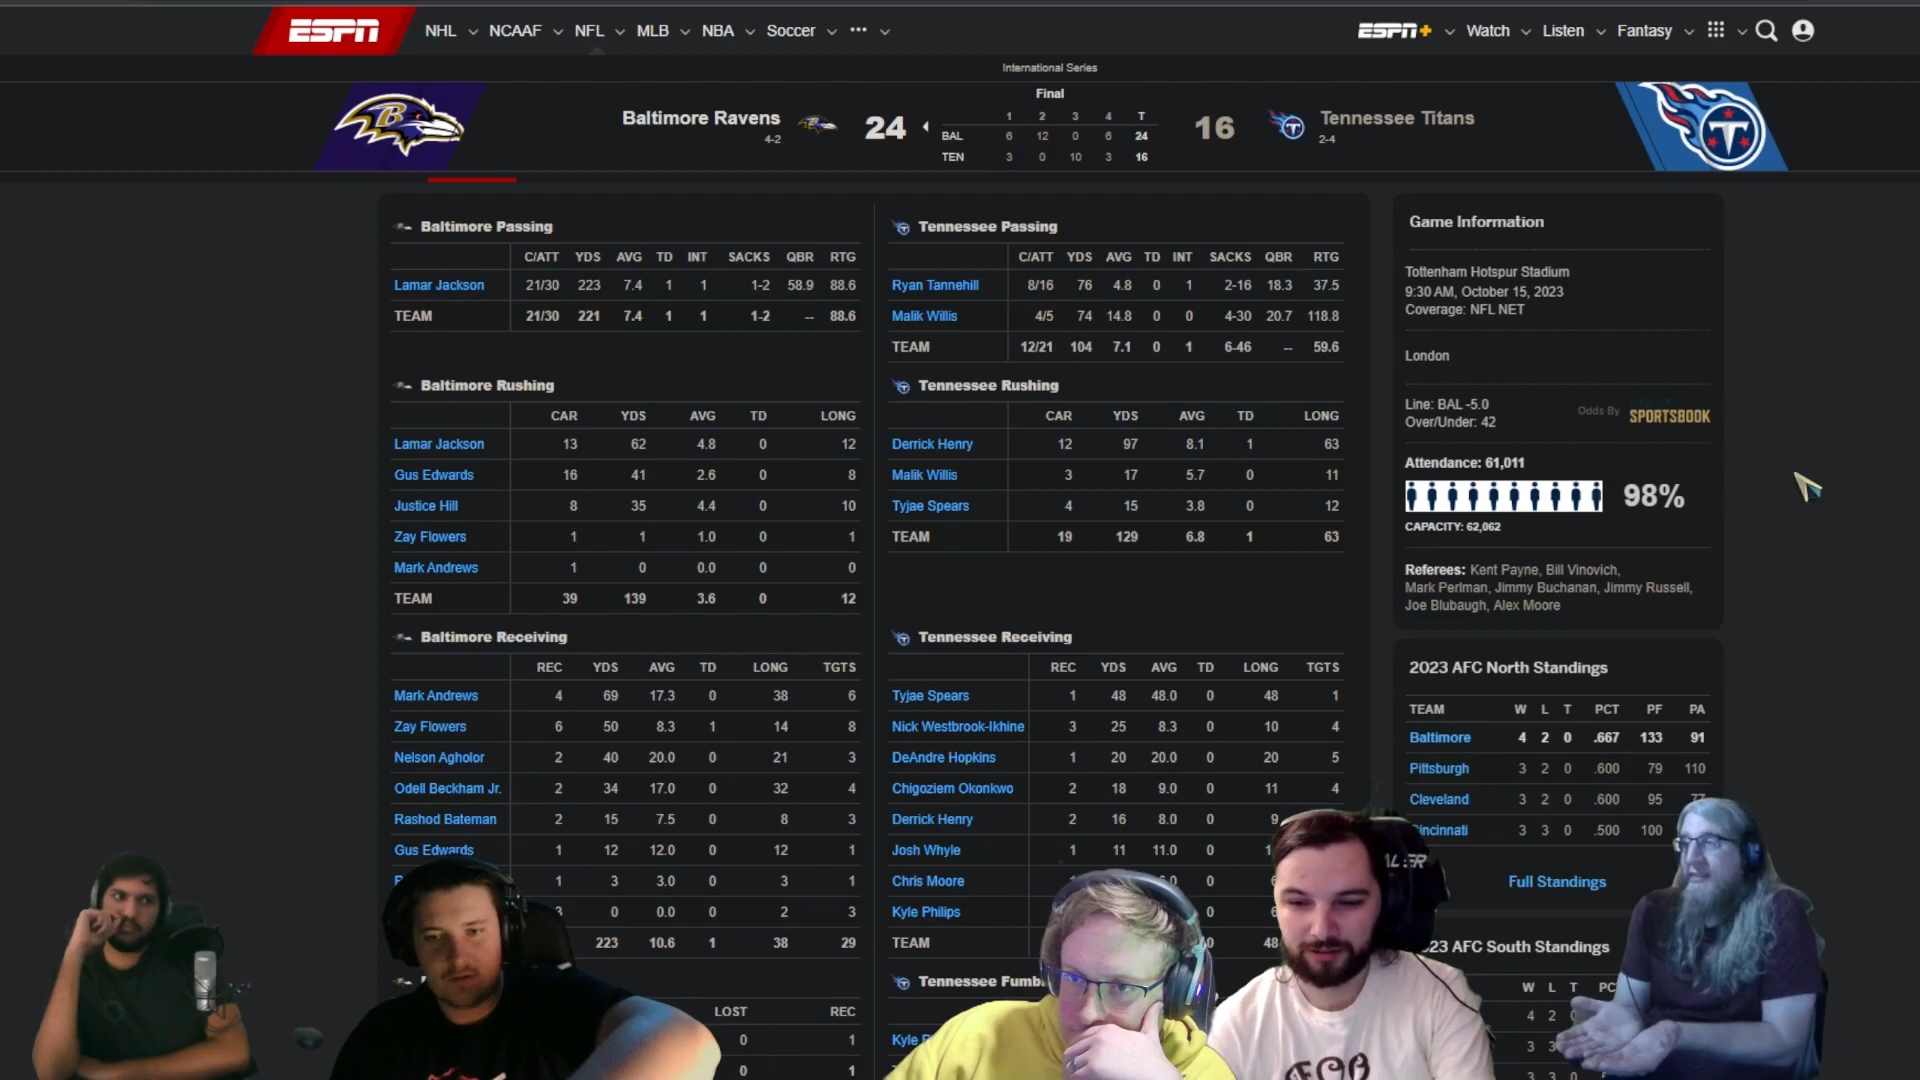 ESPN NHL NCAAF NFL MLB NBA Soccer ••• ESPN+ Watch Listen Fantasy
International Series
Final
Baltimore Ravens 4-2 24 16 Tennessee Titans 2-4
1 2 3 4 T
BAL 6 12 0 6 24
TEN 3 0 10 3 16
Baltimore Passing
C/ATT YDS AVG TD INT SACKS QBR RTG
Lamar Jackson 21/30 223 7.4 1 1 1-2 58.9 88.6
TEAM 21/30 221 7.4 1 1 1-2 -- 88.6
Tennessee Passing
C/ATT YDS AVG TD INT SACKS QBR RTG
Ryan Tannehill 8/16 76 4.8 0 1 2-16 18.3 37.5
Malik Willis 4/5 74 14.8 0 0 4-30 20.7 118.8
TEAM 12/21 104 7.1 0 1 6-46 -- 59.6
Baltimore Rushing
CAR YDS AVG TD LONG
Lamar Jackson 13 62 4.8 0 12
Gus Edwards 16 41 2.6 0 8
Justice Hill 8 35 4.4 0 10
Zay Flowers 1 1 1.0 0 1
Mark Andrews 1 0 0.0 0 0
TEAM 39 139 3.6 0 12
Tennessee Rushing
CAR YDS AVG TD LONG
Derrick Henry 12 97 8.1 1 63
Malik Willis 3 17 5.7 0 11
Tyjae Spears 4 15 3.8 0 12
TEAM 19 129 6.8 1 63
Baltimore Receiving
REC YDS AVG TD LONG TGTS
Mark Andrews 4 69 17.3 0 38 6
Zay Flowers 6 50 8.3 1 14 8
Nelson Agholor 2 40 20.0 0 21 3
Odell Beckham Jr. 2 34 17.0 0 32 4
Rashod Bateman 2 15 7.5 0 8 3
Gus Edwards 1 12 12.0 0 12 1
1 3 3.0 0 3 1
3 0 0.0 0 2 3
223 10.6 1 38 29
LOST REC
0 1
0 1
Tennessee Receiving
REC YDS AVG TD LONG TGTS
Tyjae Spears 1 48 48.0 0 48 1
Nick Westbrook-Ikhine 3 25 8.3 0 10 4
DeAndre Hopkins 1 20 20.0 0 20 5
Chigoziem Okonkwo 2 18 9.0 0 11 4
Derrick Henry 2 16 8.0 0 9
Josh Whyle 1 11 11.0 0
Chris Moore 0
Kyle Philips 0
TEAM 48
Tennessee
Kyle
Game Information
Tottenham Hotspur Stadium
9:30 AM, October 15, 2023
Coverage: NFL NET
London
Line: BAL -5.0
Over/Under: 42
Odds By SPORTSBOOK
Attendance: 61,011
98%
CAPACITY: 62,062
Referees: Kent Payne, Bill Vinovich,
Mark Perlman, Jimmy Buchanan, Jimmy Russell,
Joe Blubaugh, Alex Moore
2023 AFC North Standings
TEAM W L T PCT PF PA
Baltimore 4 2 0 .667 133 91
Pittsburgh 3 2 0 .600 79 110
Cleveland 3 2 0 .600 95 77
3 3 0 .500 100
Full Standings
AFC South Standings
W L T
4 2
3
3 3 0